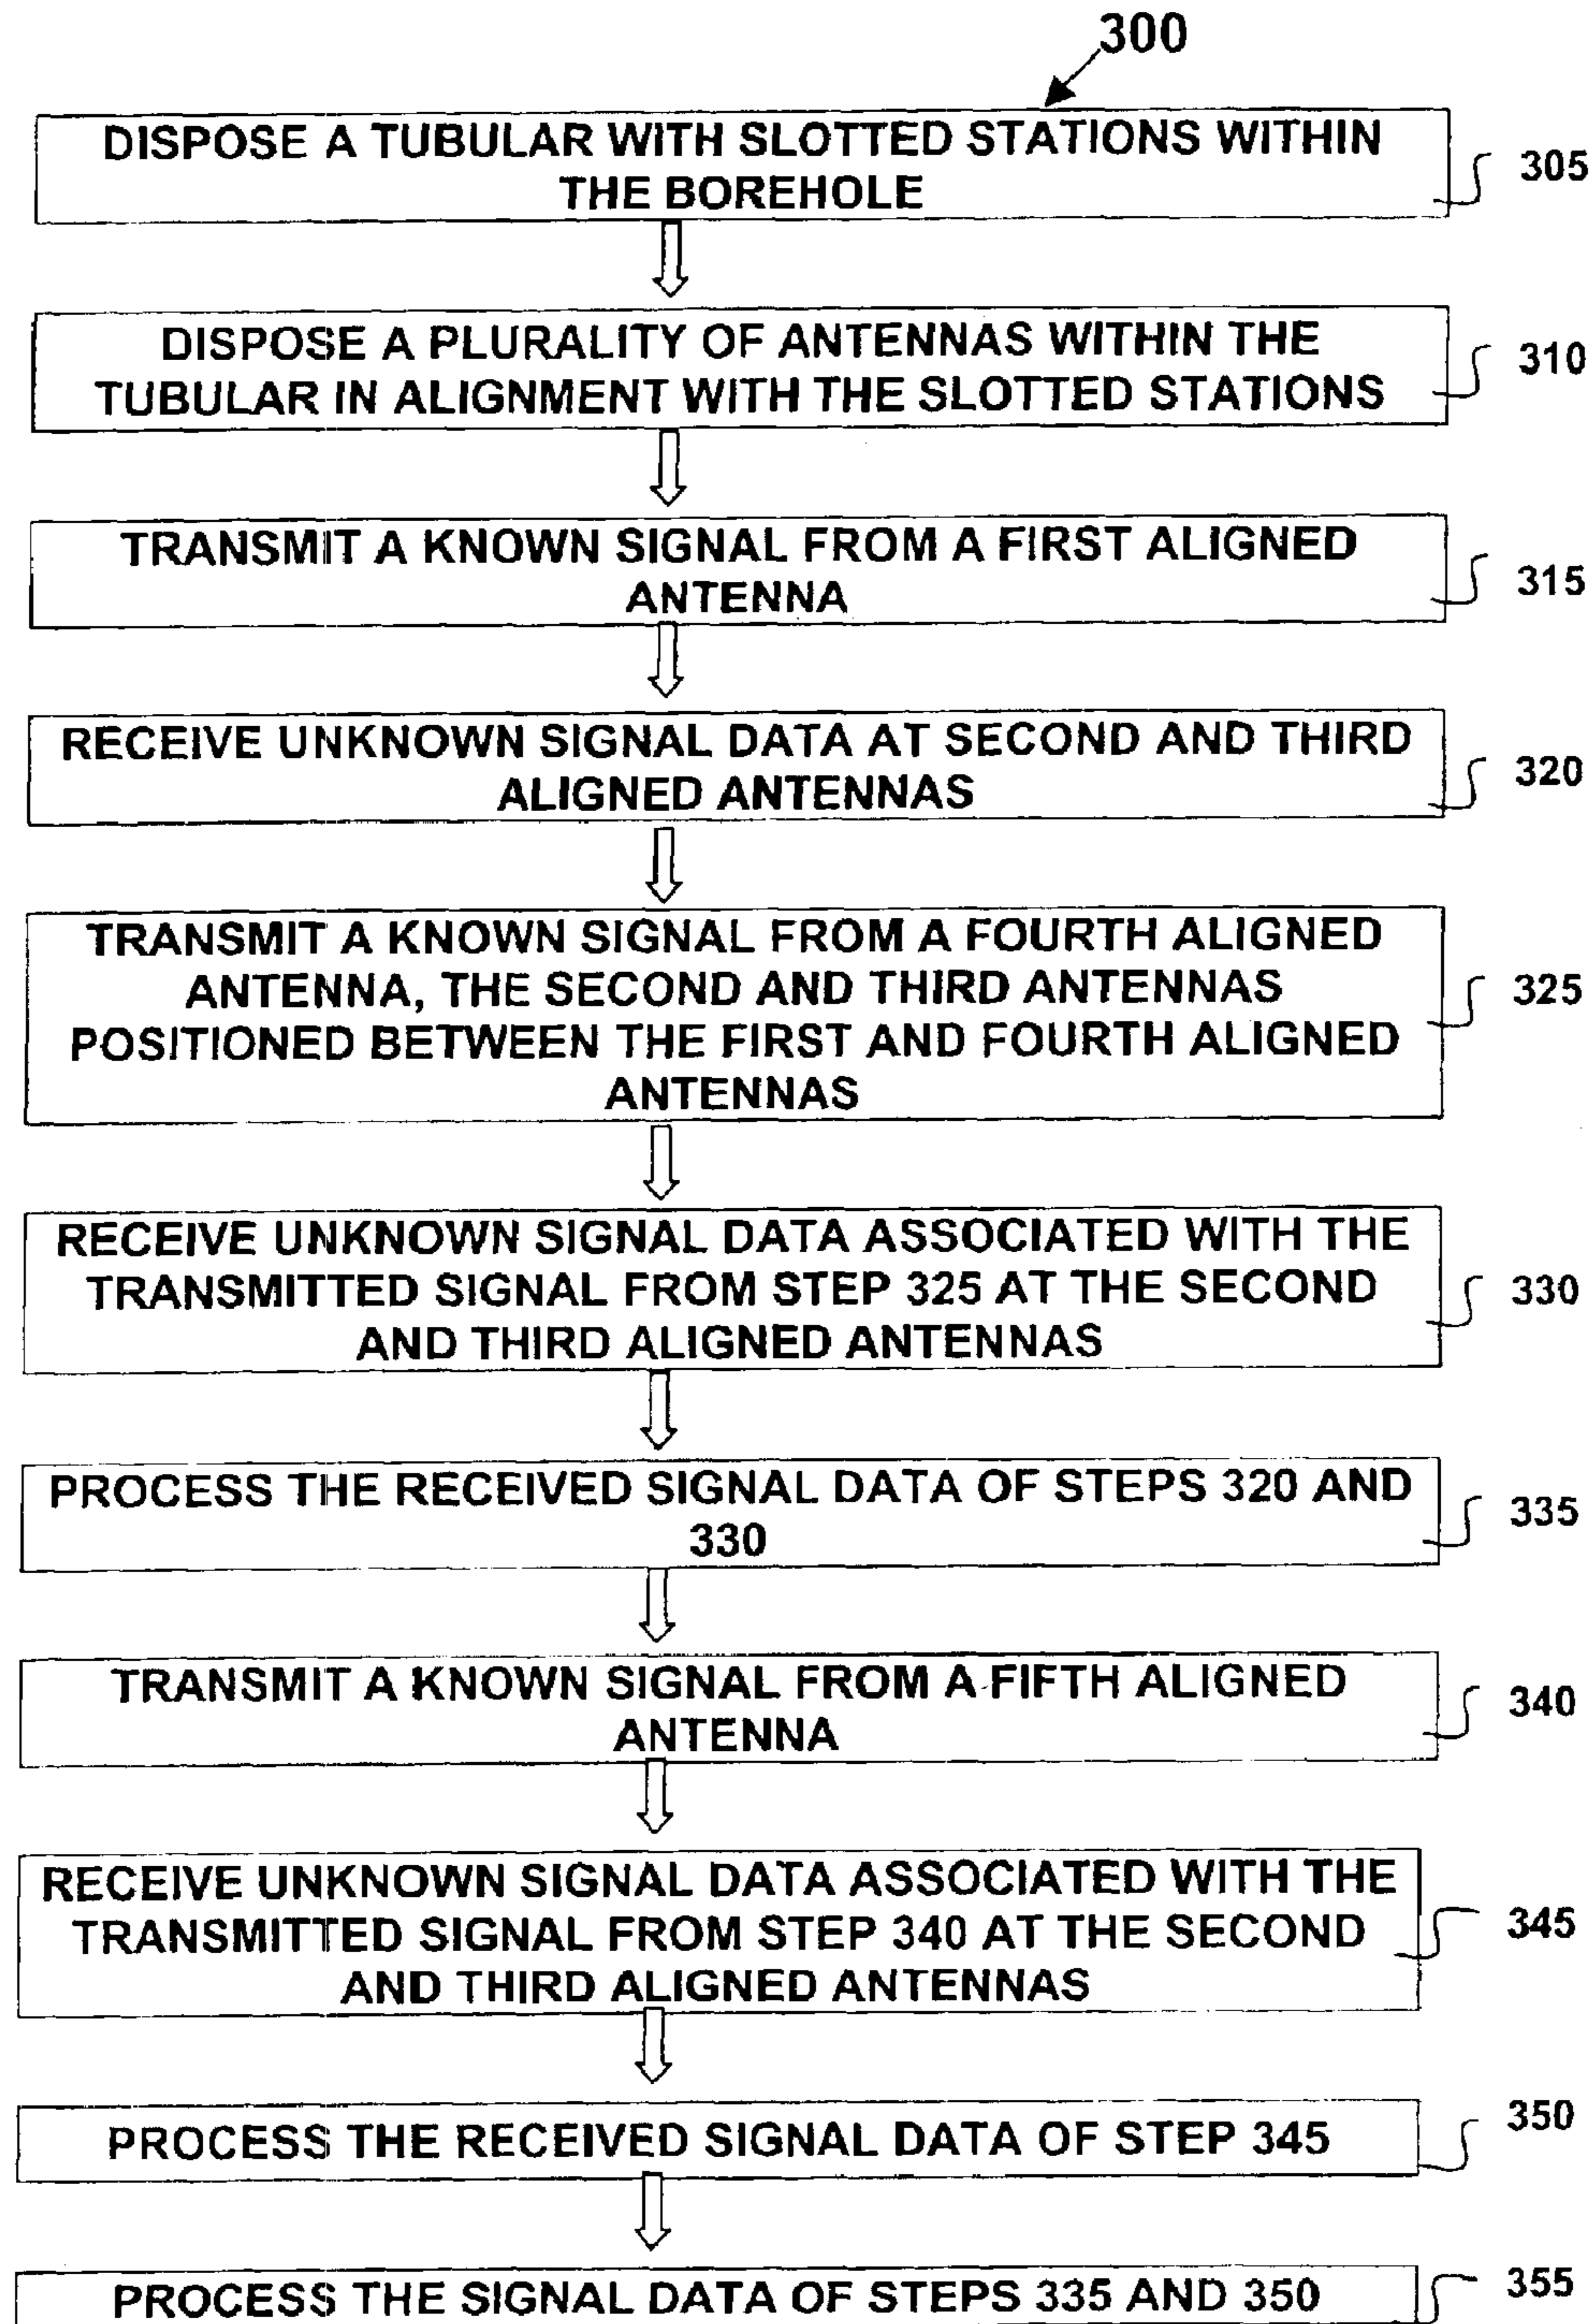 300
DISPOSE A TUBULAR WITH SLOTTED STATIONS WITHIN
THE BOREHOLE
305
DISPOSE A PLURALITY OF ANTENNAS WITHIN THE
TUBULAR IN ALIGNMENT WITH THE SLOTTED STATIONS
310
TRANSMIT A KNOWN SIGNAL FROM A FIRST ALIGNED
ANTENNA
315
RECEIVE UNKNOWN SIGNAL DATA AT SECOND AND THIRD
ALIGNED ANTENNAS
320
TRANSMIT A KNOWN SIGNAL FROM A FOURTH ALIGNED
ANTENNA, THE SECOND AND THIRD ANTENNAS
POSITIONED BETWEEN THE FIRST AND FOURTH ALIGNED
ANTENNAS
325
RECEIVE UNKNOWN SIGNAL DATA ASSOCIATED WITH THE
TRANSMITTED SIGNAL FROM STEP 325 AT THE SECOND
AND THIRD ALIGNED ANTENNAS
330
PROCESS THE RECEIVED SIGNAL DATA OF STEPS 320 AND
330
335
TRANSMIT A KNOWN SIGNAL FROM A FIFTH ALIGNED
ANTENNA
340
RECEIVE UNKNOWN SIGNAL DATA ASSOCIATED WITH THE
TRANSMITTED SIGNAL FROM STEP 340 AT THE SECOND
AND THIRD ALIGNED ANTENNAS
345
PROCESS THE RECEIVED SIGNAL DATA OF STEP 345
350
PROCESS THE SIGNAL DATA OF STEPS 335 AND 350
355